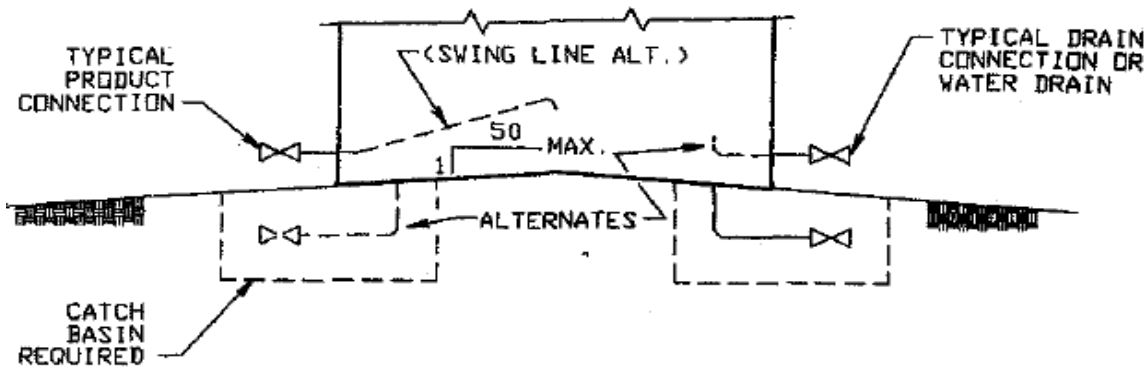 TYPICAL
PRODUCT
CONNECTION
(SWING LINE ALT.)
TYPICAL DRAIN
CONNECTION OR
WATER DRAIN
50
MAX.
1
ALTERNATES
CATCH
BASIN
REQUIRED